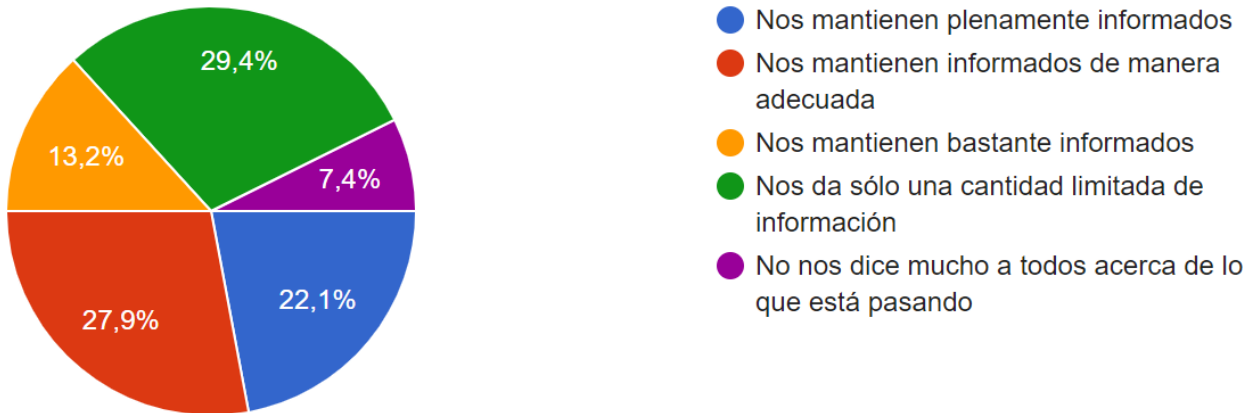 29,4%
13,2%
7,4%
27,9%
22,1%
Nos mantienen plenamente informados
Nos mantienen informados de manera
adecuada
Nos mantienen bastante informados
Nos da sólo una cantidad limitada de
información
No nos dice mucho a todos acerca de lo
que está pasando